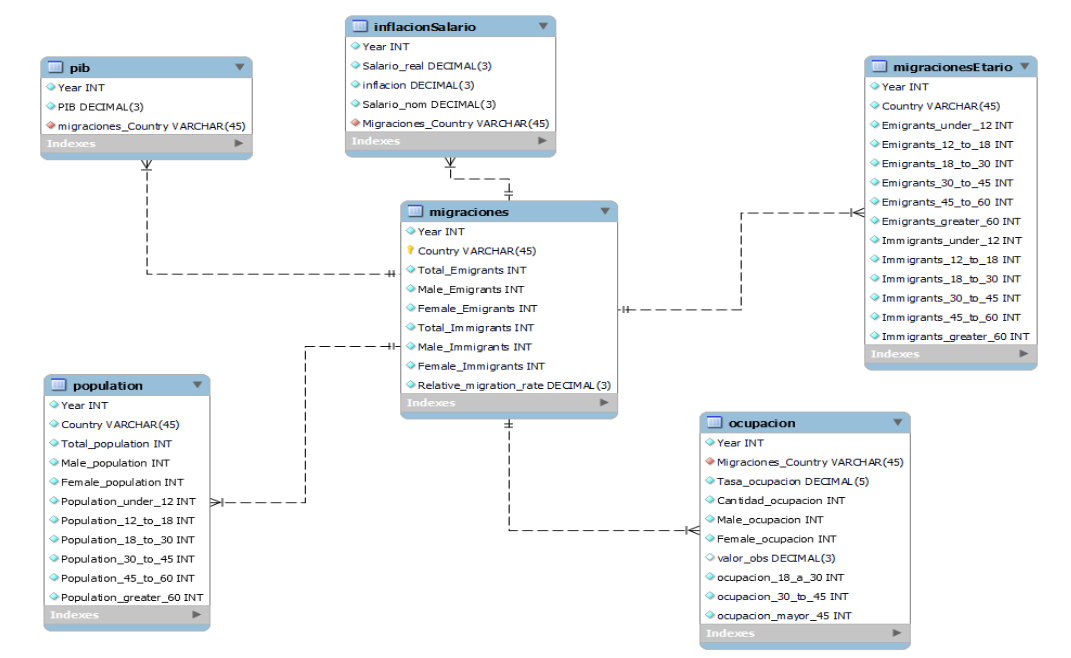 inflacionSalario
Year INT
Salario_real DECIMAL(3)
inflacion DECIMAL(3)
Salario_nom DECIMAL(3)
Migraciones_Country VARCHAR(45)
Indexes
pib
Year INT
PIB DECIMAL(3)
migraciones_Country VARCHAR(45)
Indexes
migracionesEtario
Year INT
Country VARCHAR(45)
Emigrants_under_12 INT
Emigrants_12_to_18 INT
Emigrants_18_to_30 INT
Emigrants_30_to_45 INT
Emigrants_45_to_60 INT
Emigrants_greater_60 INT
Immigrants_under_12 INT
Immigrants_12_to_18 INT
Immigrants_18_to_30 INT
Immigrants_30_to_45 INT
Immigrants_45_to_60 INT
Immigrants_greater_60 INT
Indexes
migraciones
Year INT
Country VARCHAR(45)
Total_Emigrants INT
Male_Emigrants INT
Female_Emigrants INT
Total_Immigrants INT
Male_Immigrants INT
Female_Immigrants INT
Relative_migration_rate DECIMAL(3)
Indexes
population
Year INT
Country VARCHAR(45)
Total_population INT
Male_population INT
Female_population INT
Population_under_12 INT
Population_12_to_18 INT
Population_18_to_30 INT
Population_30_to_45 INT
Population_45_to_60 INT
Population_greater_60 INT
Indexes
ocupacion
Year INT
Migraciones_Country VARCHAR(45)
Tasa_ocupacion DECIMAL(5)
Cantidad_ocupacion INT
Male_ocupacion INT
Female_ocupacion INT
valor_obs DECIMAL(3)
ocupacion_18_a_30 INT
ocupacion_30_to_45 INT
ocupacion_mayor_45 INT
Indexes